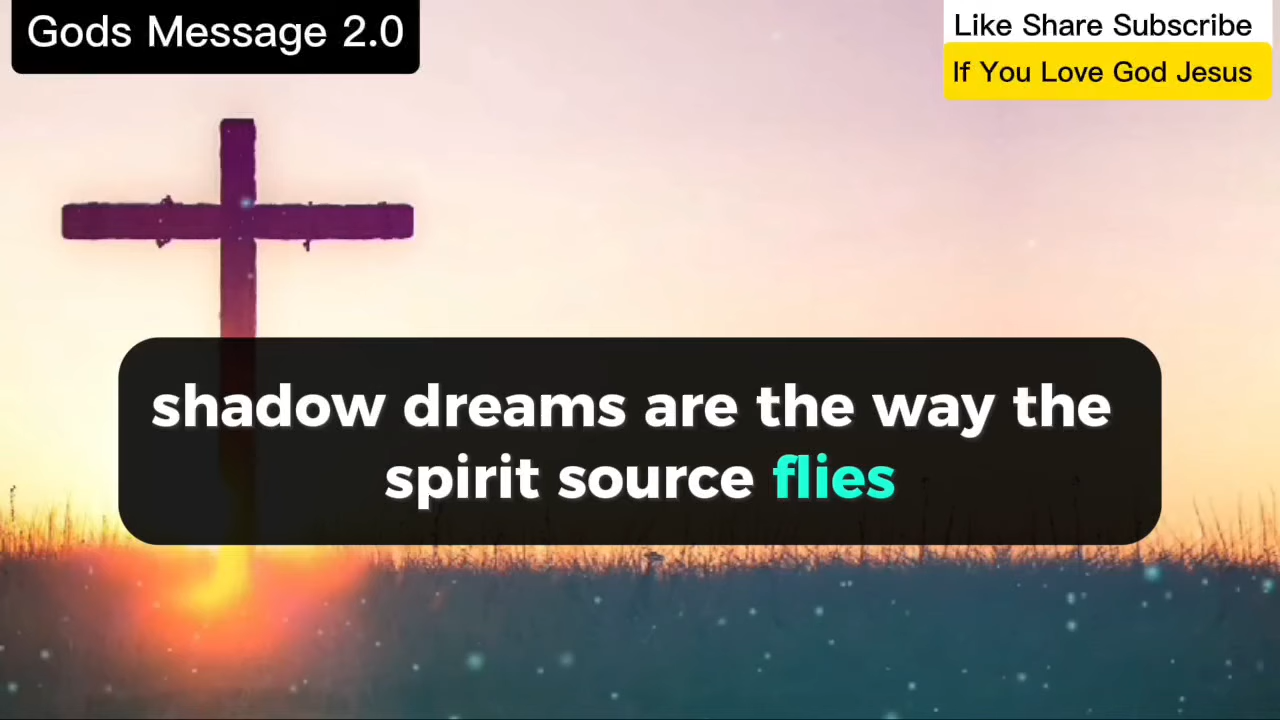 Gods Message 2.0
Like Share Subscribe
If You Love God Jesus
shadow dreams are the way the
spirit source flies